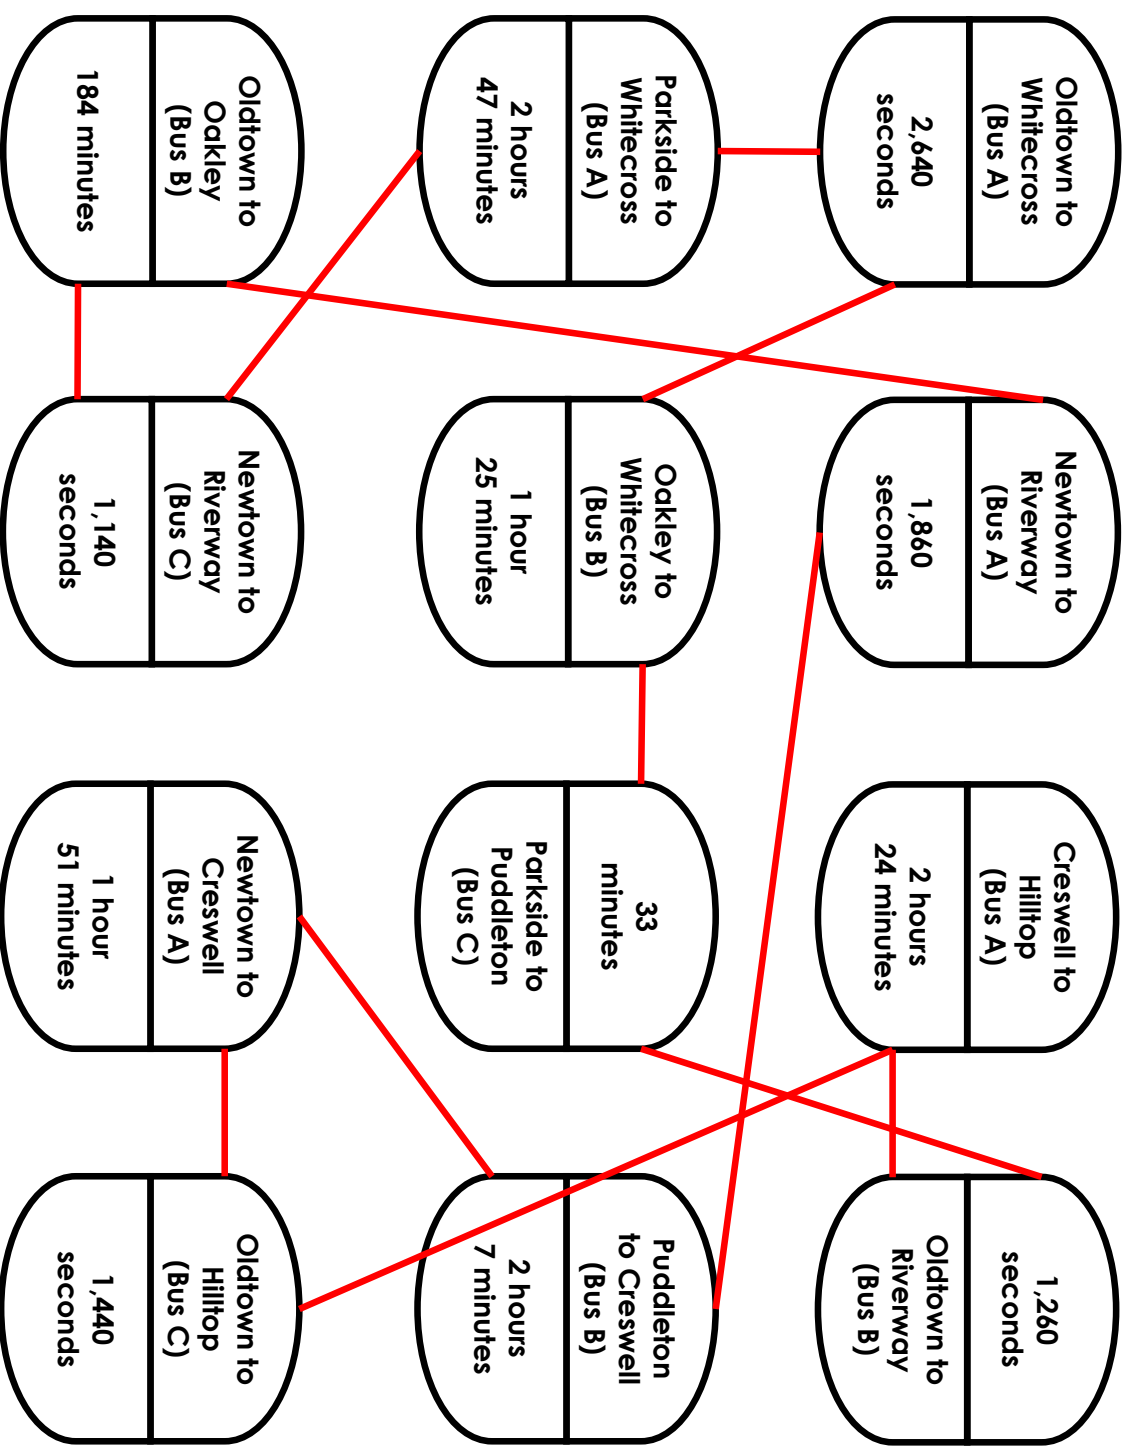 Oldtown to
Whitecross
(Bus A)
2,640
seconds
Newtown to
Riverway
(Bus A)
1,860
seconds
Creswell to
Hilltop
(Bus A)
2 hours
24 minutes
1,260
seconds
Oldtown to
Riverway
(Bus B)
Parkside to
Whitecross
(Bus A)
2 hours
47 minutes
Oakley to
Whitecross
(Bus B)
1 hour
25 minutes
33
minutes
Parkside to
Puddleton
(Bus C)
Puddleton
to Creswell
(Bus B)
2 hours
7 minutes
Oldtown to
Oakley
(Bus B)
184 minutes
Newtown to
Riverway
(Bus C)
1,140
seconds
Newtown to
Creswell
(Bus A)
1 hour
51 minutes
Oldtown to
Hilltop
(Bus C)
1,440
seconds